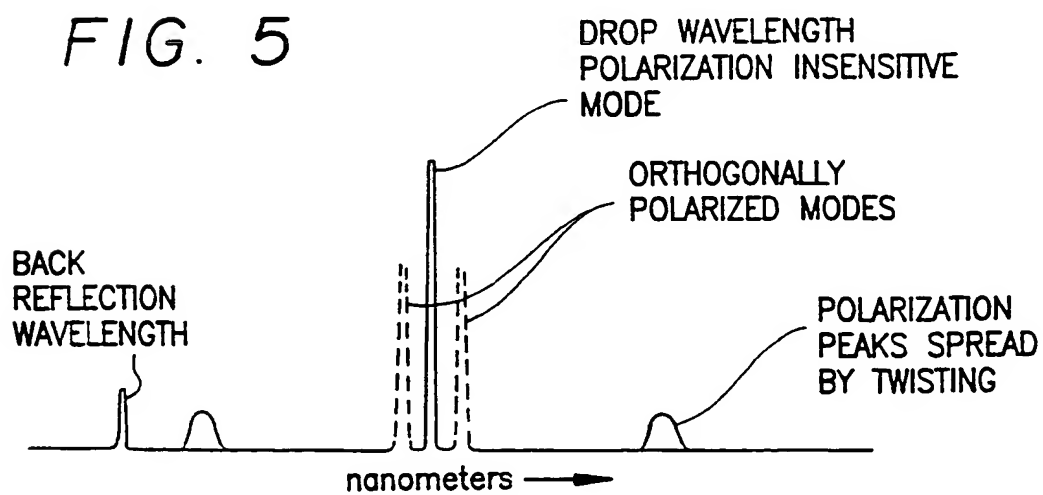 FIG. 5
DROP WAVELENGTH
POLARIZATION INSENSITIVE
MODE
ORTHOGONALLY
POLARIZED MODES
BACK
REFLECTION
WAVELENGTH
POLARIZATION
PEAKS SPREAD
BY TWISTING
nanometers